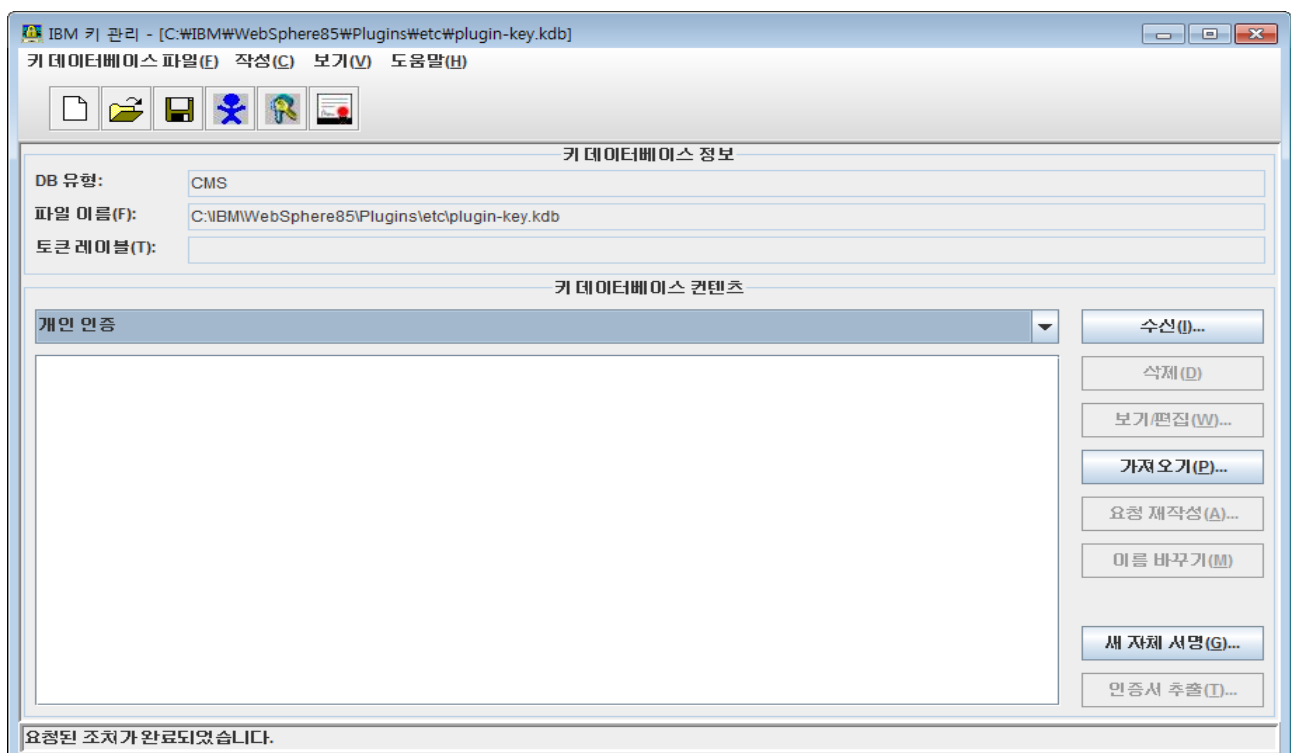 IBM 키 관리 - [C:₩IBM₩WebSphere85₩Plugins₩etc₩plugin-key.kdb]
키 데이터베이스 파일(F) 작성(C) 보기(V) 도움말(H)
키 데이터베이스 정보
DB 유형: CMS
파일 이름(F): C:\IBM\WebSphere85\Plugins\etc\plugin-key.kdb
토큰 레이블(T):
키 데이터베이스 컨텐츠
개인 인증 수신(I)...
삭제(D)
보기/편집(W)...
가져오기(P)...
요청 재작성(A)...
이름 바꾸기(M)
새 자체 서명(G)...
인증서 추출(T)...
요청된 조처가 완료되었습니다.